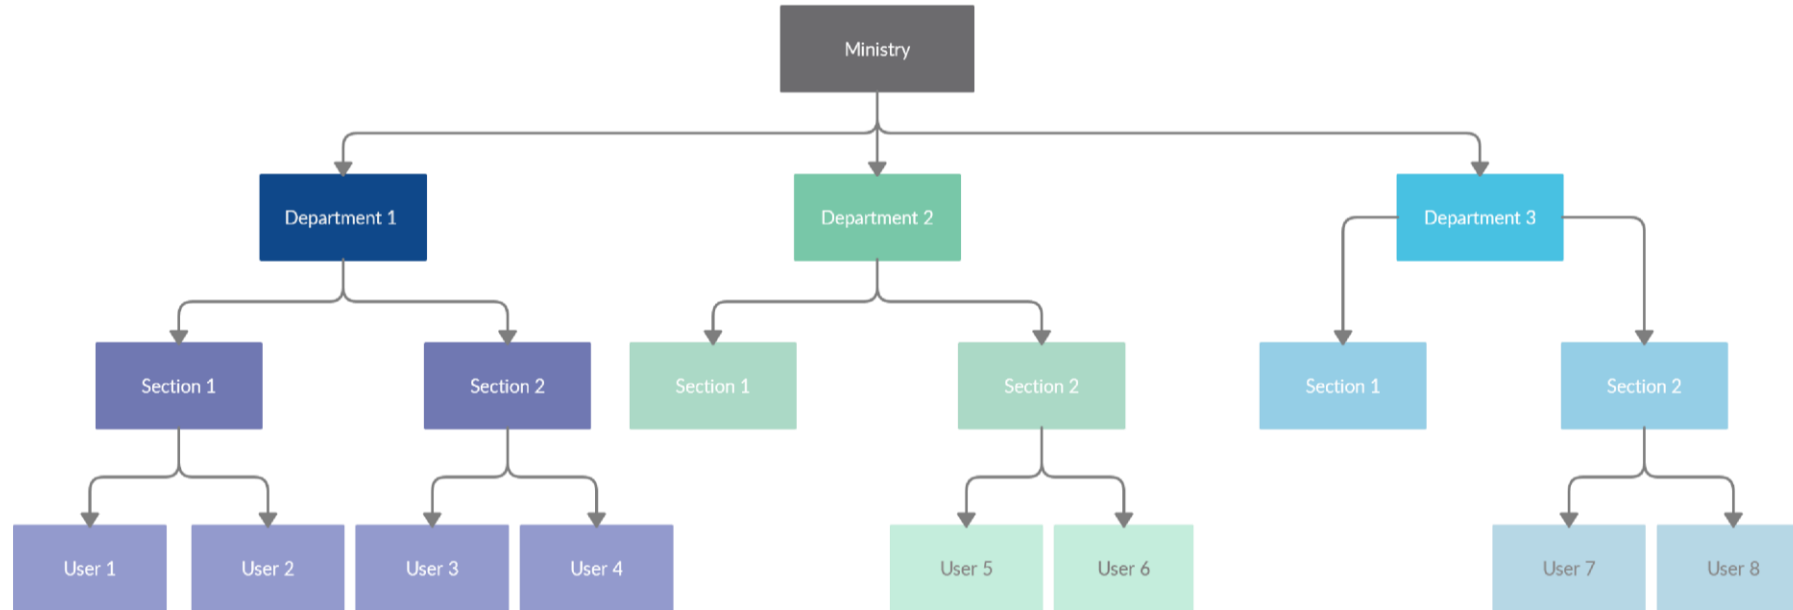 Ministry
Department 1
Department 2
Department 3
Section 1
Section 2
Section 1
Section 2
Section 1
Section 2
User 1
User 2
User 3
User 4
User 5
User 6
User 7
User 8